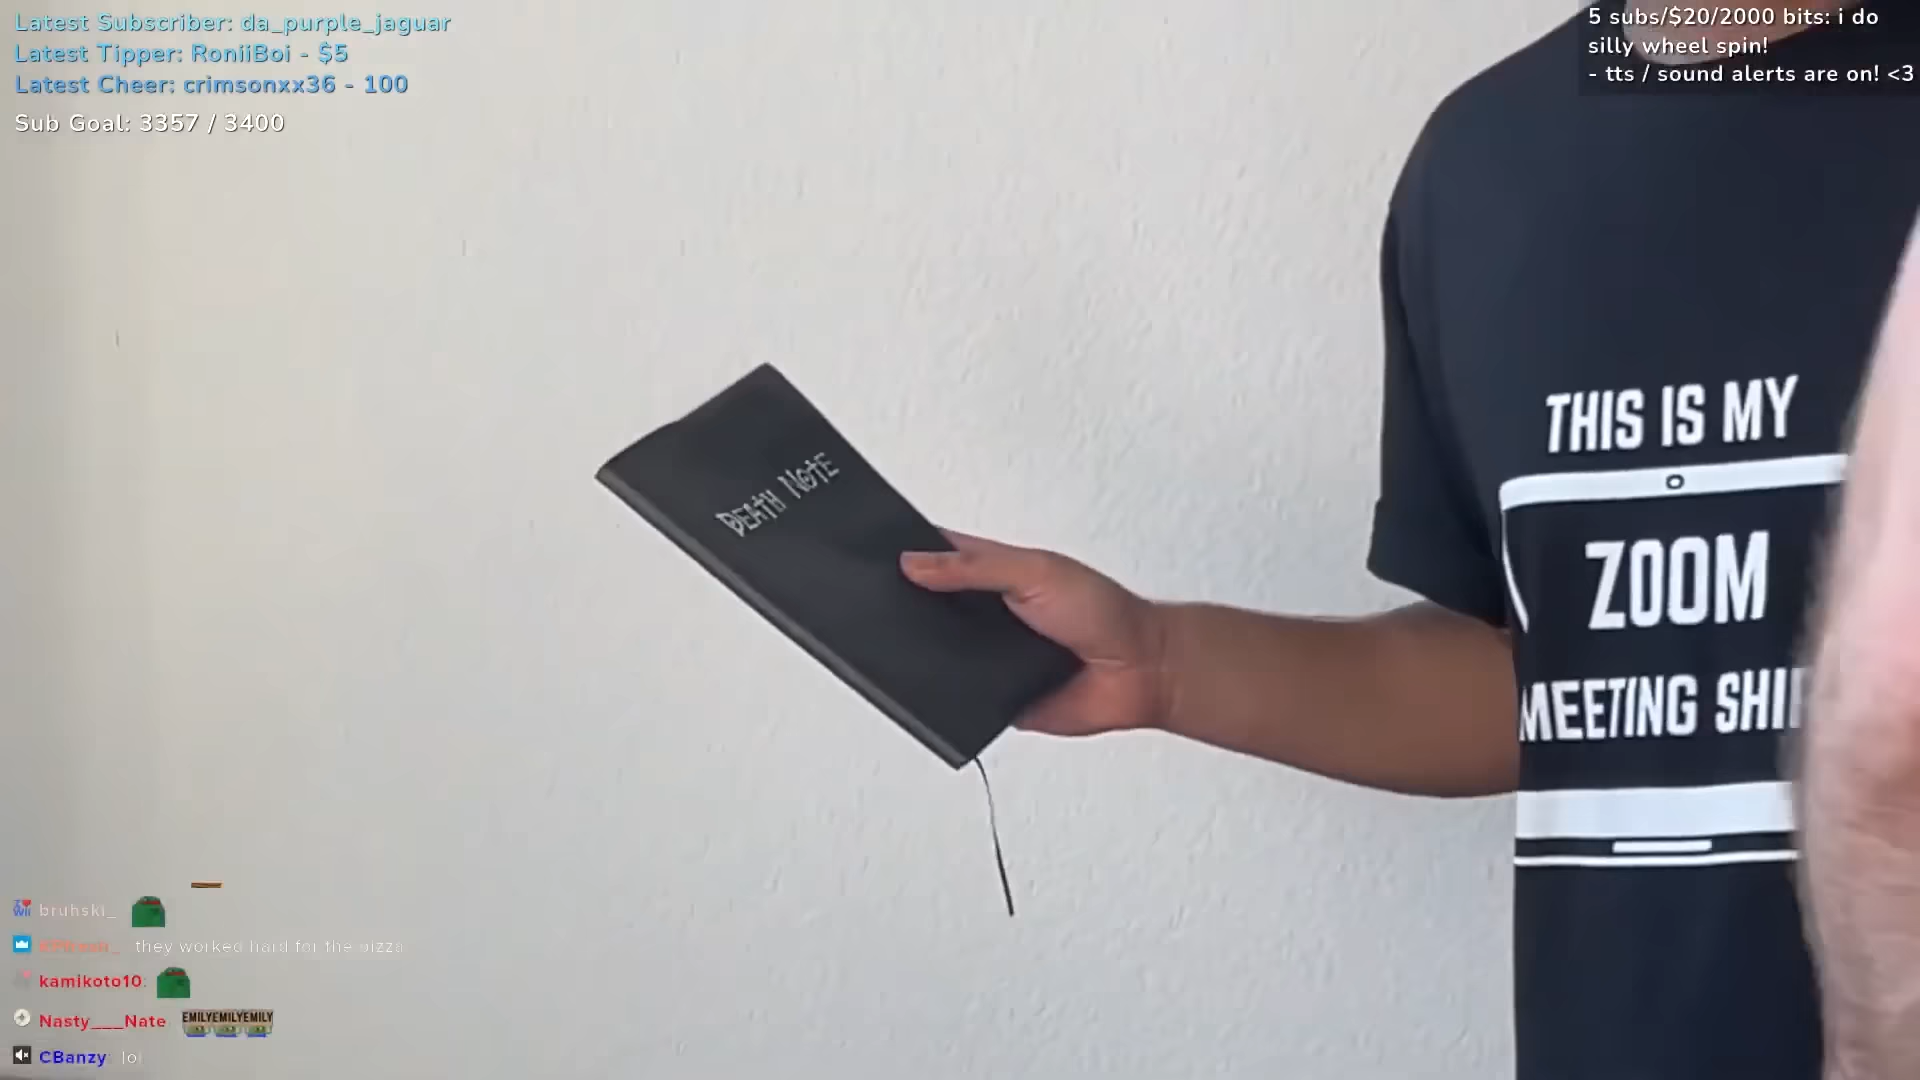 Latest Subscriber: da_purple_jaguar
Latest Tipper: RoniiBoi - $5
Latest Cheer: crimsonxx36 - 100
Sub Goal: 3357 / 3400
5 subs/$20/2000 bits: i do
silly wheel spin!
- tts / sound alerts are on! <3
DEATH NOTE
THIS IS MY
ZOOM
MEETING SHI
bruhski_
they worked hard for the pizza
kamikoto10:
Nasty___Nate EMILYEMILYEMILY
CBanzy: lol